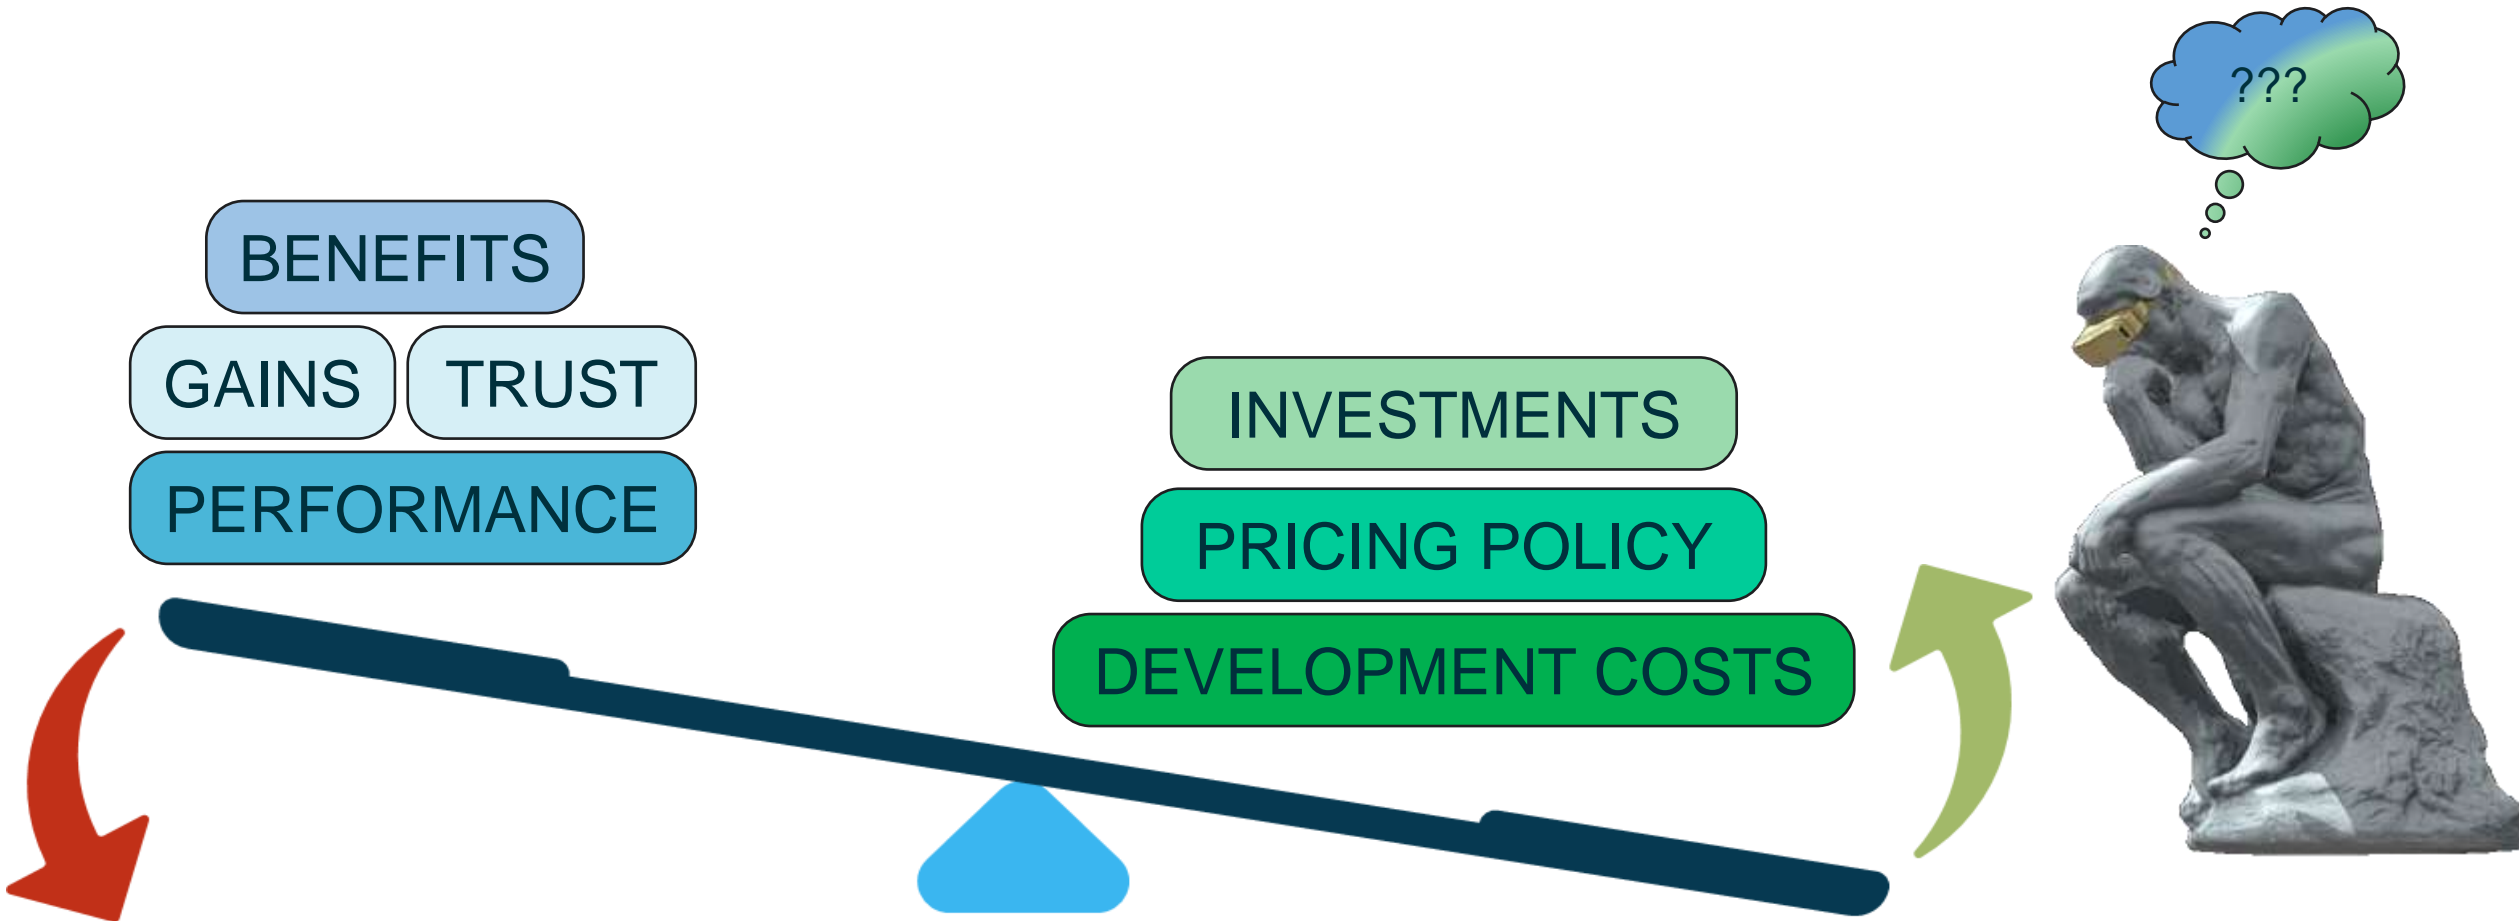 ???
BENEFITS
GAINS TRUST
PERFORMANCE
INVESTMENTS
PRICING POLICY
DEVELOPMENT COSTS